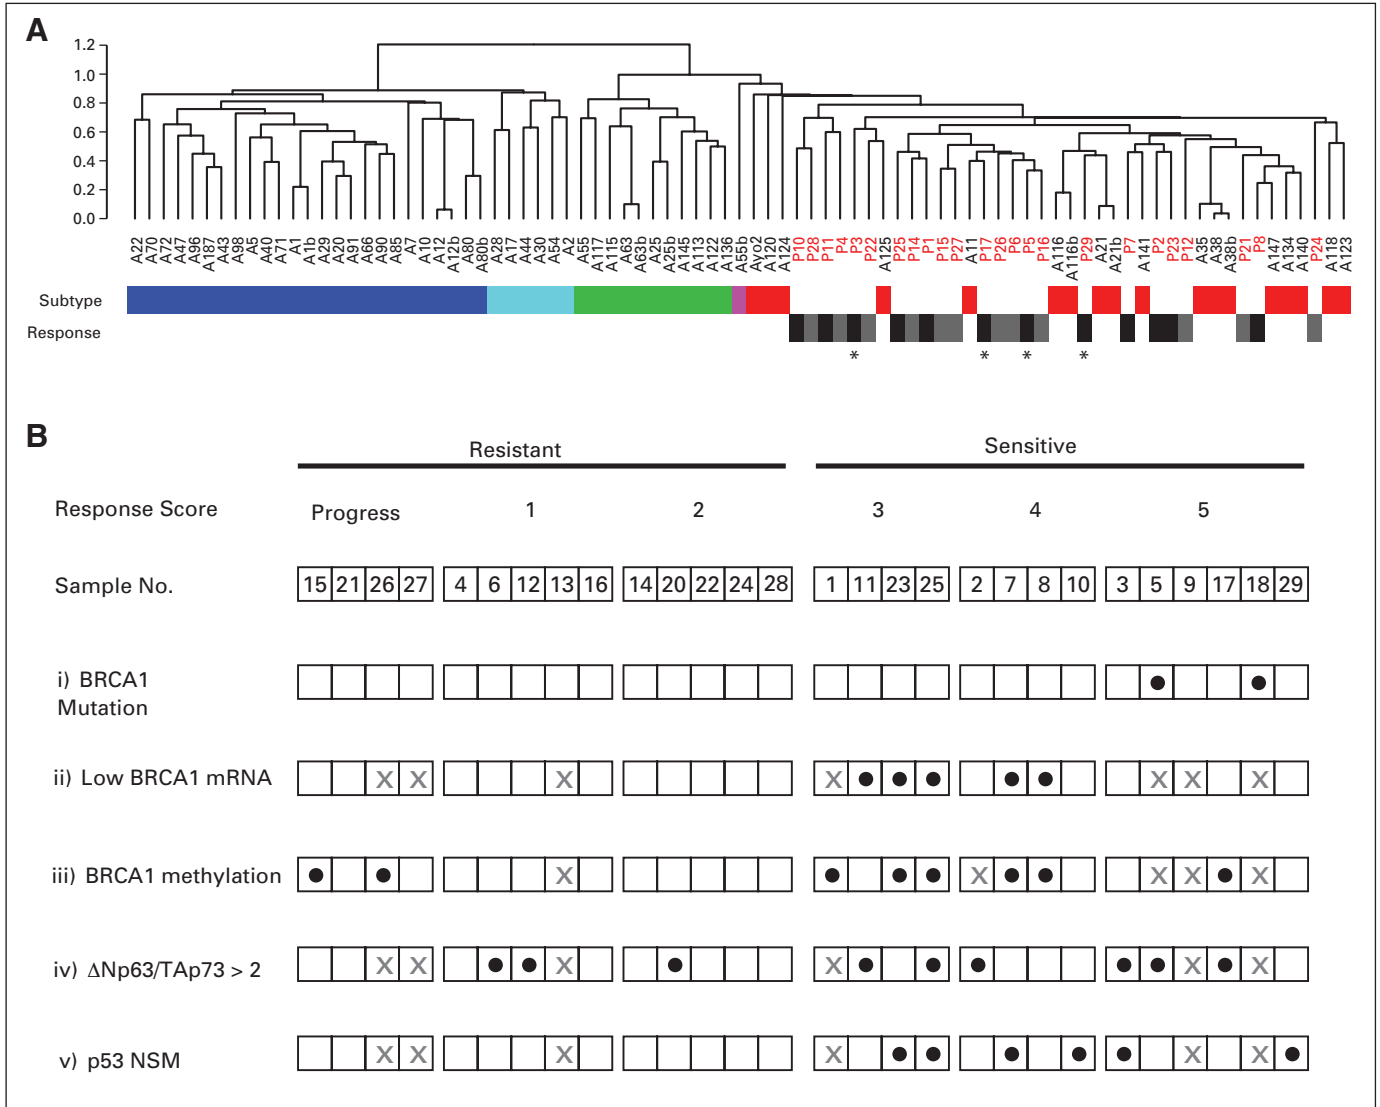 A
1.2
1.0
0.8
0.6
0.4
0.2
0.0
A22 A70 A72 A47 A96 A187 A43 A98 A5 A40 A71 A1 A1b A29 A20 A91 A66 A90 A85 A7 A10 A12 A12b A80 A80b A28 A17 A44 A30 A54 A2 A55 A117 A115 A63 A63b A25 A25b A145 A113 A122 A136 A55b Ayo2 A120 A124 P10 P28 P11 P4 P3 P22 A125 P25 P14 P1 P15 P27 A11 P17 P26 P6 P5 P16 A116 A116b P29 A21 A21b P7 A141 P2 P23 P12 A35 A38 A38b P21 P8 A147 A134 A140 P24 A118 A123
Subtype
Response
* * * *
B
Resistant Sensitive
Response Score Progress 1 2 3 4 5
Sample No. 15 21 26 27 4 6 12 13 16 14 20 22 24 28 1 11 23 25 2 7 8 10 3 5 9 17 18 29
i) BRCA1
Mutation
ii) Low BRCA1 mRNA X X X X X X X
iii) BRCA1 methylation X X X X X
iv) ΔNp63/TAp73 > 2 X X X X X X
v) p53 NSM X X X X X X